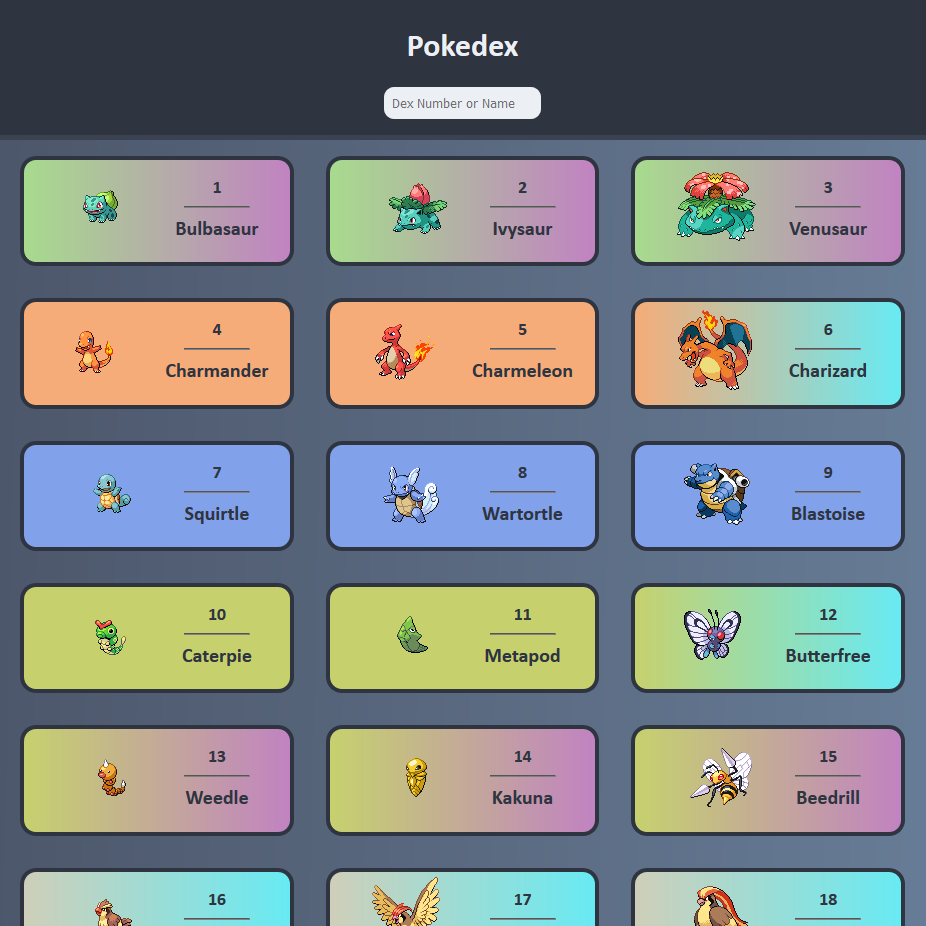 Pokedex
Dex Number or Name
1
Bulbasaur
2
Ivysaur
3
Venusaur
4
Charmander
5
Charmeleon
6
Charizard
7
Squirtle
8
Wartortle
9
Blastoise
10
Caterpie
11
Metapod
12
Butterfree
13
Weedle
14
Kakuna
15
Beedrill
16
17
18